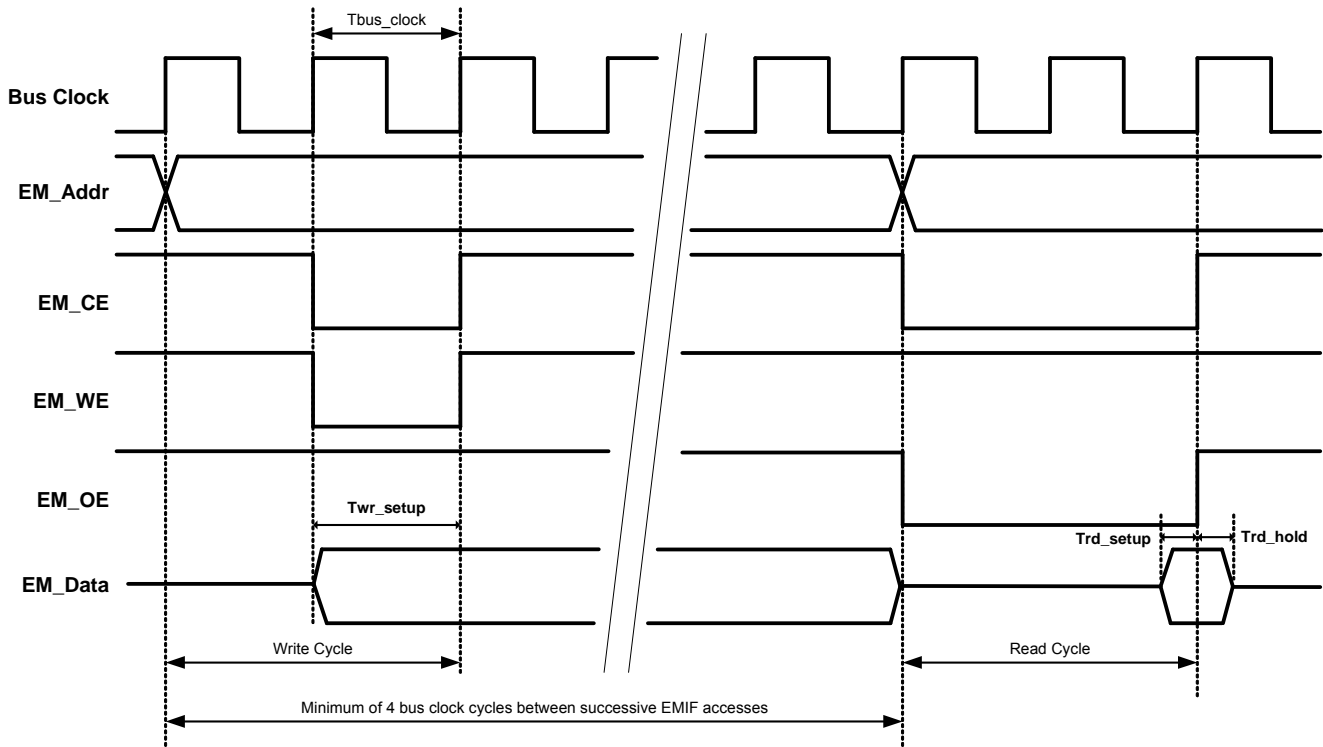 Tbus_clock
Bus Clock
EM_Addr
EM_CE
EM_WE
EM_OE
Twr_setup
Trd_setup
Trd_hold
EM_Data
Write Cycle
Read Cycle
Minimum of 4 bus clock cycles between successive EMIF accesses